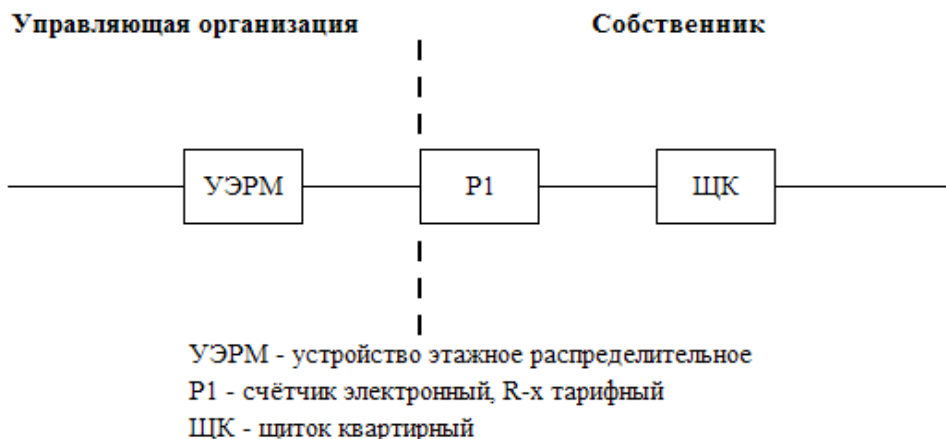 Управляющая организация Собственник
УЭРМ Р1 ЩК
УЭРМ - устройство этажное распределительное
Р1 - счётчик электронный, R-х тарифный
ЩК - щиток квартирный